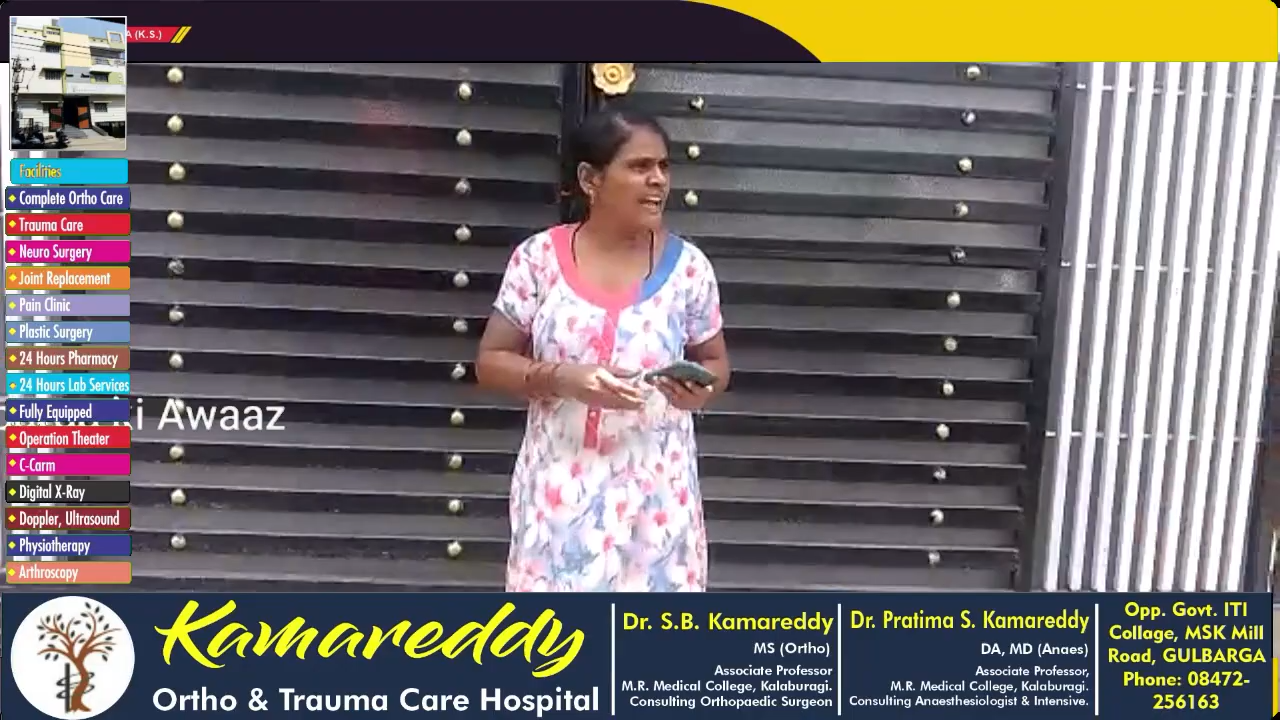 A (K.S.)
Facilities
Complete Ortho Care
Trauma Care
Neuro Surgery
Joint Replacement
Pain Clinic
Plastic Surgery
24 Hours Pharmacy
24 Hours Lab Services
Fully Equipped
Operation Theater
C-Carm
Digital X-Ray
Doppler, Ultrasound
Physiotherapy
Arthroscopy
ki Awaaz
Kamareddy
Ortho & Trauma Care Hospital
Dr. S.B. Kamareddy
MS (Ortho)
Associate Professor
M.R. Medical College, Kalaburagi.
Consulting Orthopaedic Surgeon
Dr. Pratima S. Kamareddy
DA, MD (Anaes)
Associate Professor,
M.R. Medical College, Kalaburagi.
Consulting Anaesthesiologist & Intensive.
Opp. Govt. ITI
Collage, MSK Mill
Road, GULBARGA
Phone: 08472-
256163